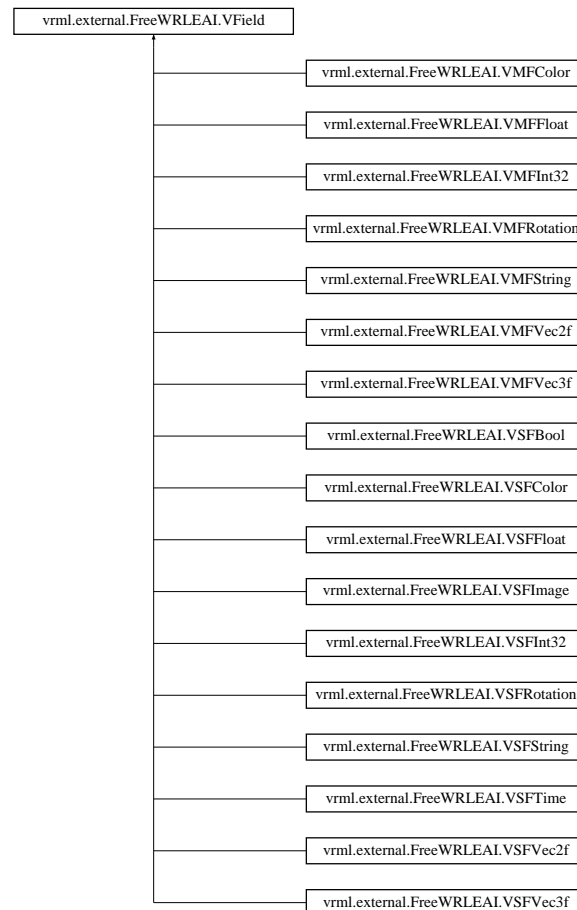 vrml.external.FreeWRLEAI.VField
vrml.external.FreeWRLEAI.VMFColor
vrml.external.FreeWRLEAI.VMFFloat
vrml.external.FreeWRLEAI.VMFInt32
vrml.external.FreeWRLEAI.VMFRotation
vrml.external.FreeWRLEAI.VMFString
vrml.external.FreeWRLEAI.VMFVec2f
vrml.external.FreeWRLEAI.VMFVec3f
vrml.external.FreeWRLEAI.VSFBool
vrml.external.FreeWRLEAI.VSFColor
vrml.external.FreeWRLEAI.VSFFloat
vrml.external.FreeWRLEAI.VSFImage
vrml.external.FreeWRLEAI.VSFInt32
vrml.external.FreeWRLEAI.VSFRotation
vrml.external.FreeWRLEAI.VSFString
vrml.external.FreeWRLEAI.VSFTime
vrml.external.FreeWRLEAI.VSFVec2f
vrml.external.FreeWRLEAI.VSFVec3f